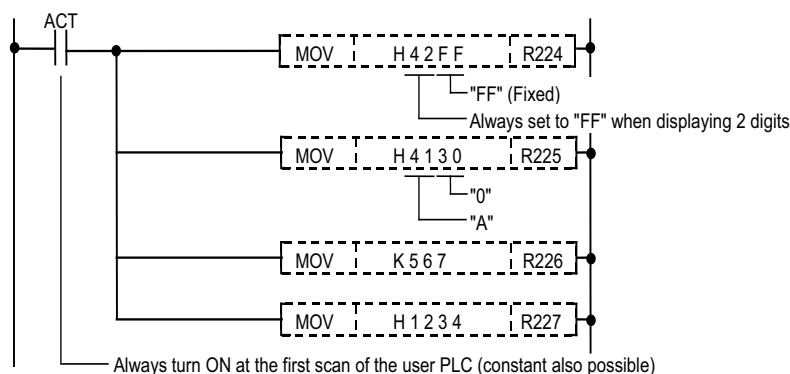 ACT
MOV H 4 2 F F R224
"FF" (Fixed)
Always set to "FF" when displaying 2 digits
MOV H 4 1 3 0 R225
"0"
"A"
MOV K 5 6 7 R226
MOV H 1 2 3 4 R227
Always turn ON at the first scan of the user PLC (constant also possible)